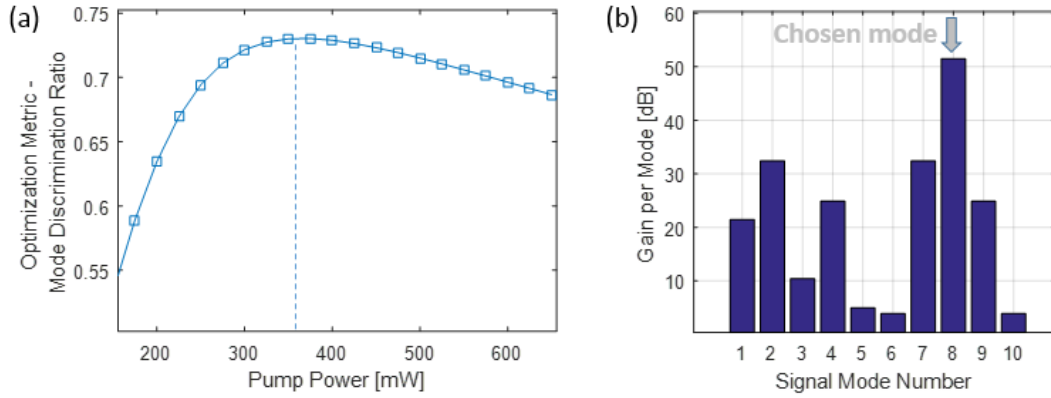 (a)
Optimization Metric -
Mode Discrimination Ratio
0.75
0.7
0.65
0.6
0.55
200 300 400 500 600
Pump Power [mW]
(b)
Gain per Mode [dB]
60
50
40
30
20
10
Chosen mode
1 2 3 4 5 6 7 8 9 10
Signal Mode Number